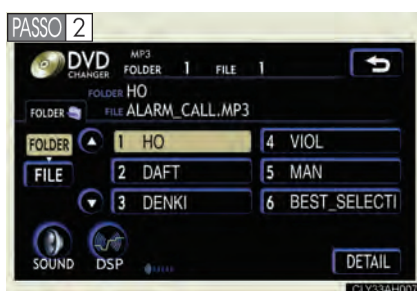 PASSO 2
DVD CHANGER MP3 FOLDER 1 FILE 1
FOLDER HO
FOLDER FILE ALARM_CALL.MP3
FOLDER 1 HO 4 VIOL
FILE 2 DAFT 5 MAN
3 DENKI 6 BEST_SELECTI
SOUND DSP DETAIL
CLY33AH007